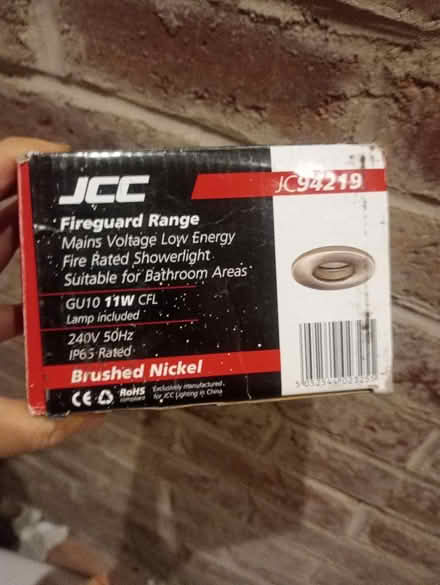 JCC
JC94219
Fireguard Range
Mains Voltage Low Energy
Fire Rated Showerlight
Suitable for Bathroom Areas
GU10 11W CFL
Lamp included
240V 50Hz
IP65 Rated
Brushed Nickel
CE RoHS
compliant
Exclusively manufactured
for JCC Lighting in China